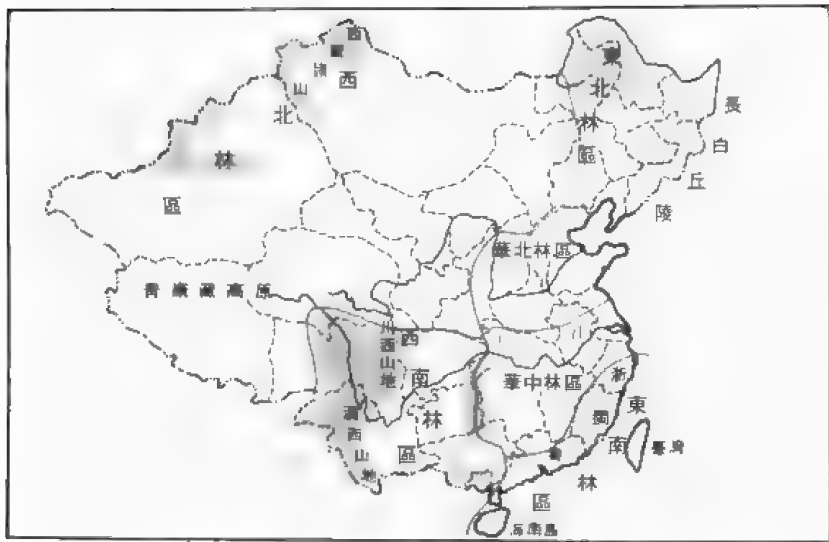 西北林區
東北林區
長白丘陵
華北林區
青康藏高原
川西山地
西南林區
滇西山地
華中林區
浙
閩
東南林區
臺灣
海南島